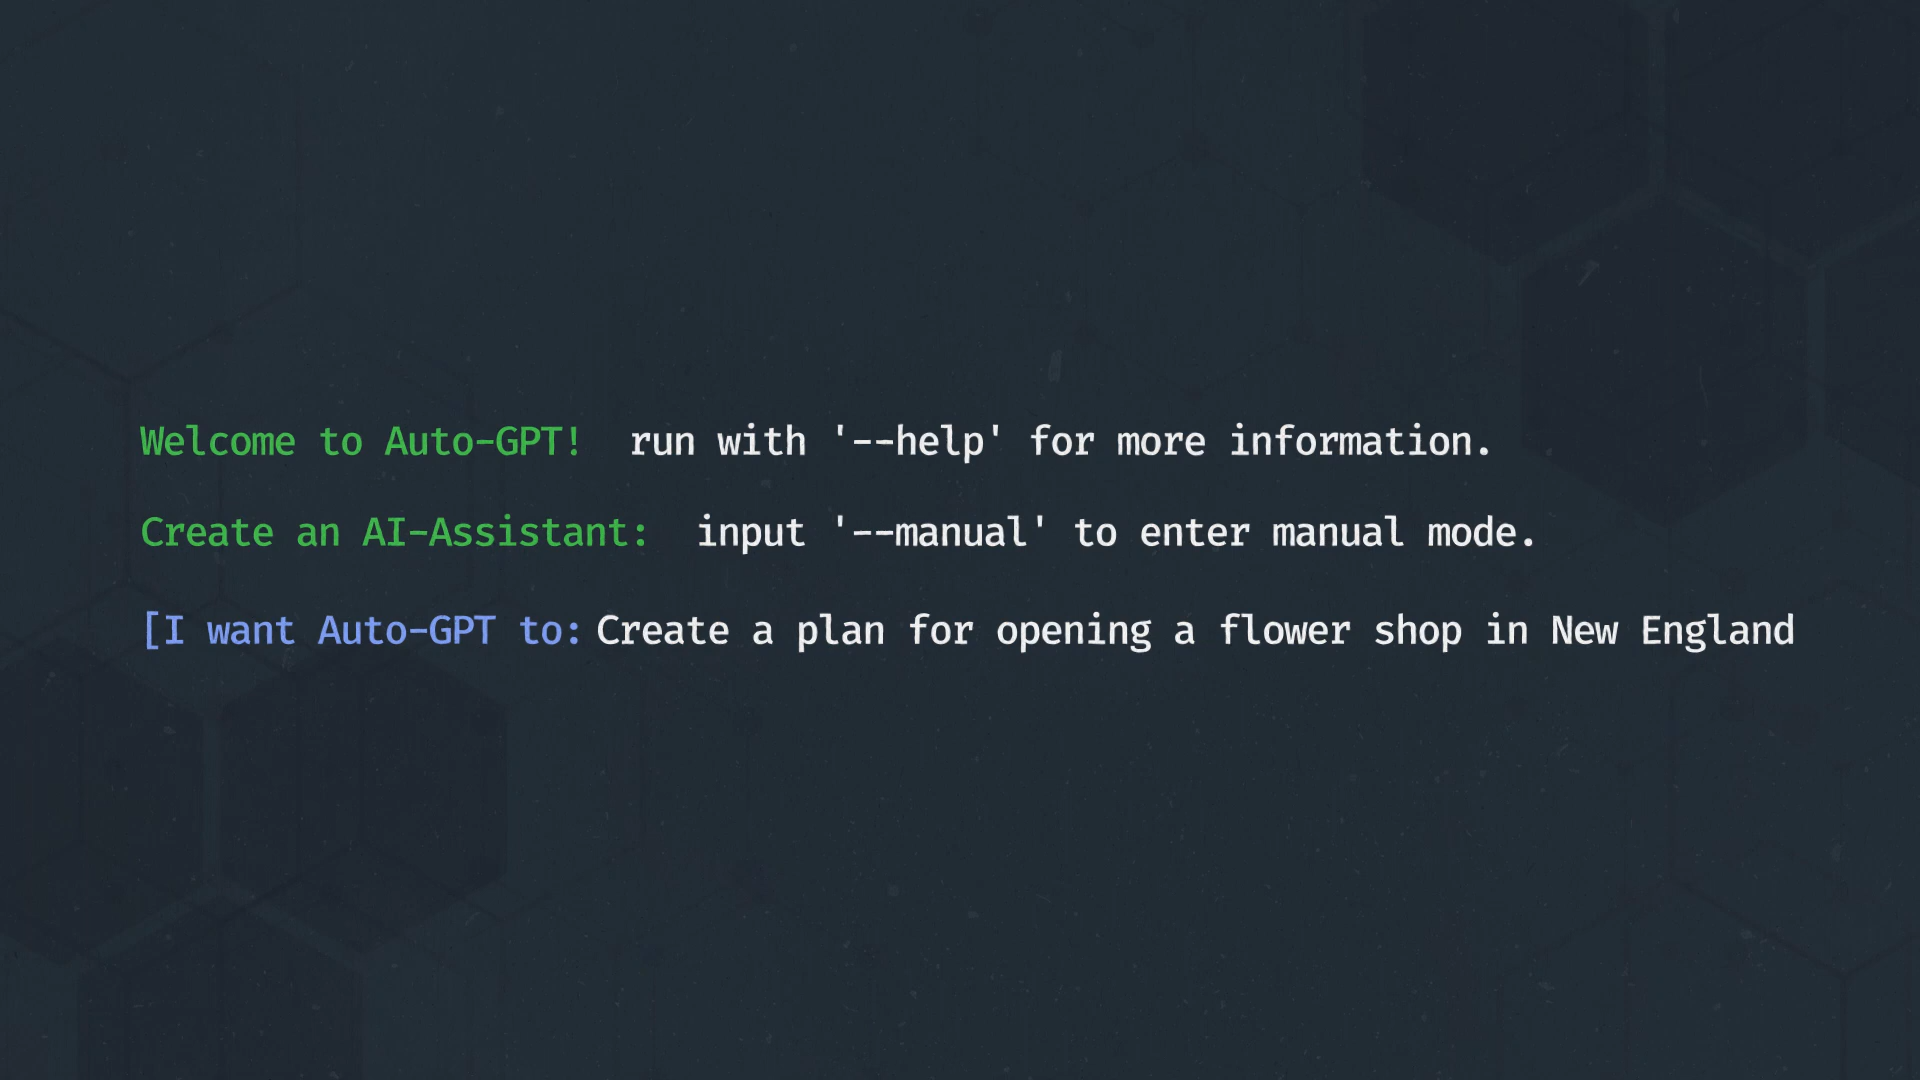 Welcome to Auto-GPT!  run with '--help' for more information.
Create an AI-Assistant:  input '--manual' to enter manual mode.
[I want Auto-GPT to: Create a plan for opening a flower shop in New England